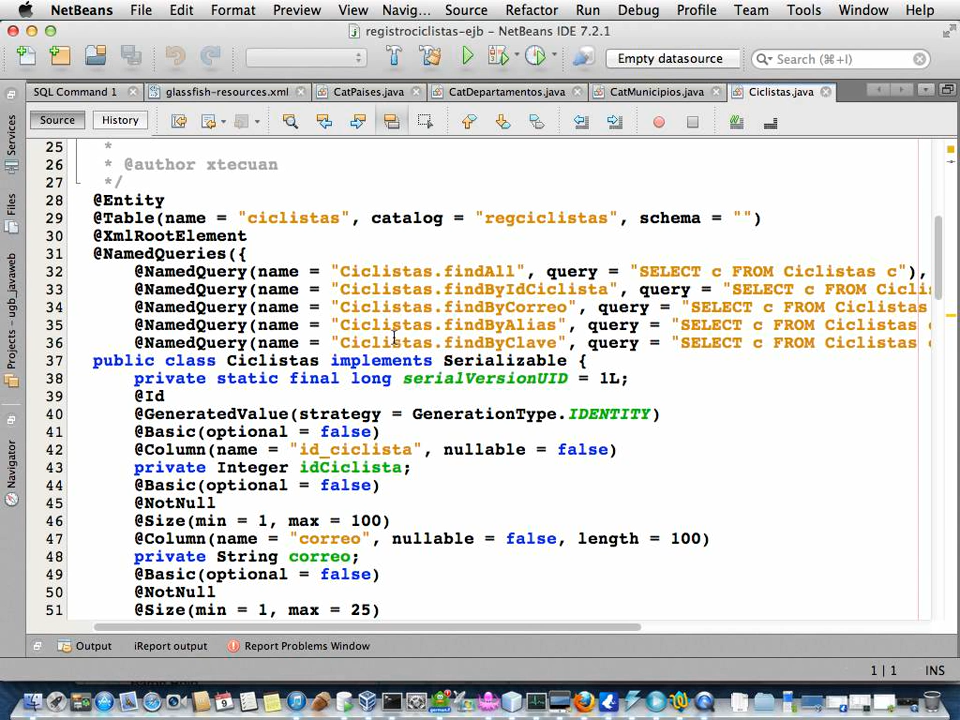 NetBeans File Edit Format Preview View Navig... Source Refactor Run Debug Profile Team Tools Window Help
registrociclistas-ejb – NetBeans IDE 7.2.1
Empty datasource
Search (⌘+I)
SQL Command 1 glassfish-resources.xml CatPaises.java CatDepartamentos.java CatMunicipios.java Ciclistas.java
Source History
Services
Files
Projects - ugb_javaweb
Navigator
25 *
26 * @author xtecuan
27 */
28 @Entity
29 @Table(name = "ciclistas", catalog = "regciclistas", schema = "")
30 @XmlRootElement
31 @NamedQueries({
32 @NamedQuery(name = "Ciclistas.findAll", query = "SELECT c FROM Ciclistas c"),
33 @NamedQuery(name = "Ciclistas.findByIdCiclista", query = "SELECT c FROM Cicli
34 @NamedQuery(name = "Ciclistas.findByCorreo", query = "SELECT c FROM Ciclistas
35 @NamedQuery(name = "Ciclistas.findByAlias", query = "SELECT c FROM Ciclistas c
36 @NamedQuery(name = "Ciclistas.findByClave", query = "SELECT c FROM Ciclistas c
37 public class Ciclistas implements Serializable {
38 private static final long serialVersionUID = 1L;
39 @Id
40 @GeneratedValue(strategy = GenerationType.IDENTITY)
41 @Basic(optional = false)
42 @Column(name = "id_ciclista", nullable = false)
43 private Integer idCiclista;
44 @Basic(optional = false)
45 @NotNull
46 @Size(min = 1, max = 100)
47 @Column(name = "correo", nullable = false, length = 100)
48 private String correo;
49 @Basic(optional = false)
50 @NotNull
51 @Size(min = 1, max = 25)
Output iReport output Report Problems Window
1 | 1 INS